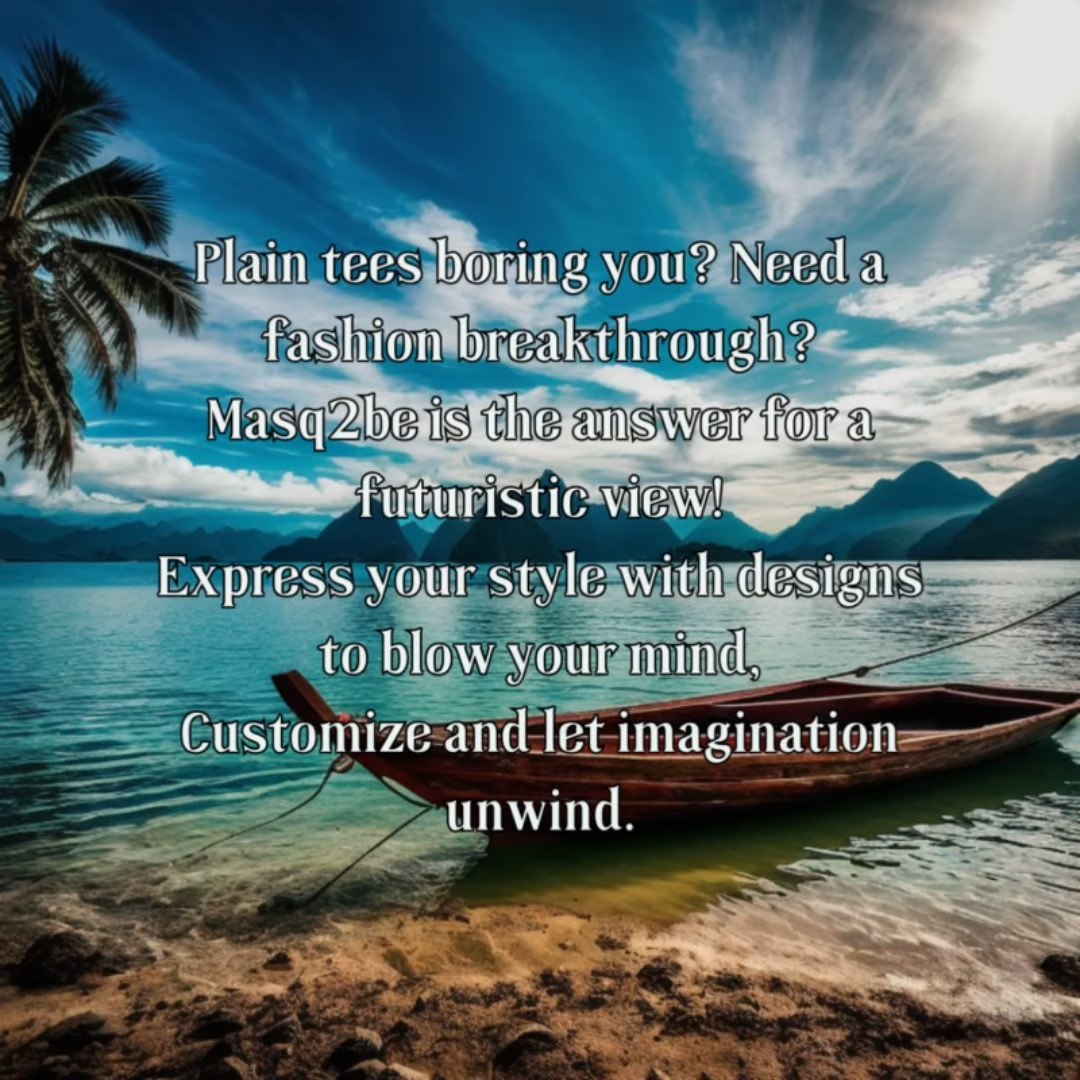 Plain tees boring you? Need a
fashion breakthrough?
Masq2be is the answer for a
futuristic view!
Express your style with designs
to blow your mind,
Customize and let imagination
unwind.